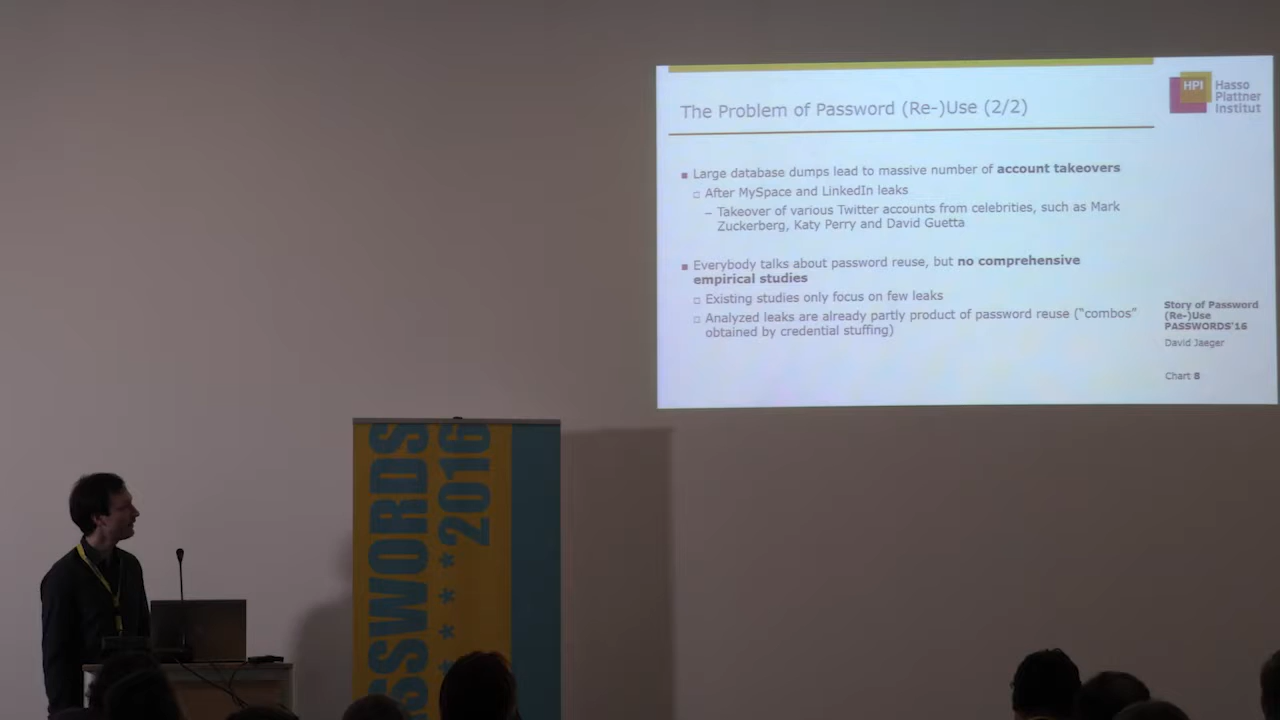 The Problem of Password (Re-)Use (2/2)
HPI
Hasso
Plattner
Institut
■ Large database dumps lead to massive number of account takeovers
□ After MySpace and LinkedIn leaks
– Takeover of various Twitter accounts from celebrities, such as Mark
Zuckerberg, Katy Perry and David Guetta
■ Everybody talks about password reuse, but no comprehensive
empirical studies
□ Existing studies only focus on few leaks
□ Analyzed leaks are already partly product of password reuse ("combos"
obtained by credential stuffing)
Story of Password
(Re-)Use
PASSWORDS'16
David Jaeger
Chart 8
SSWORDS
****2016